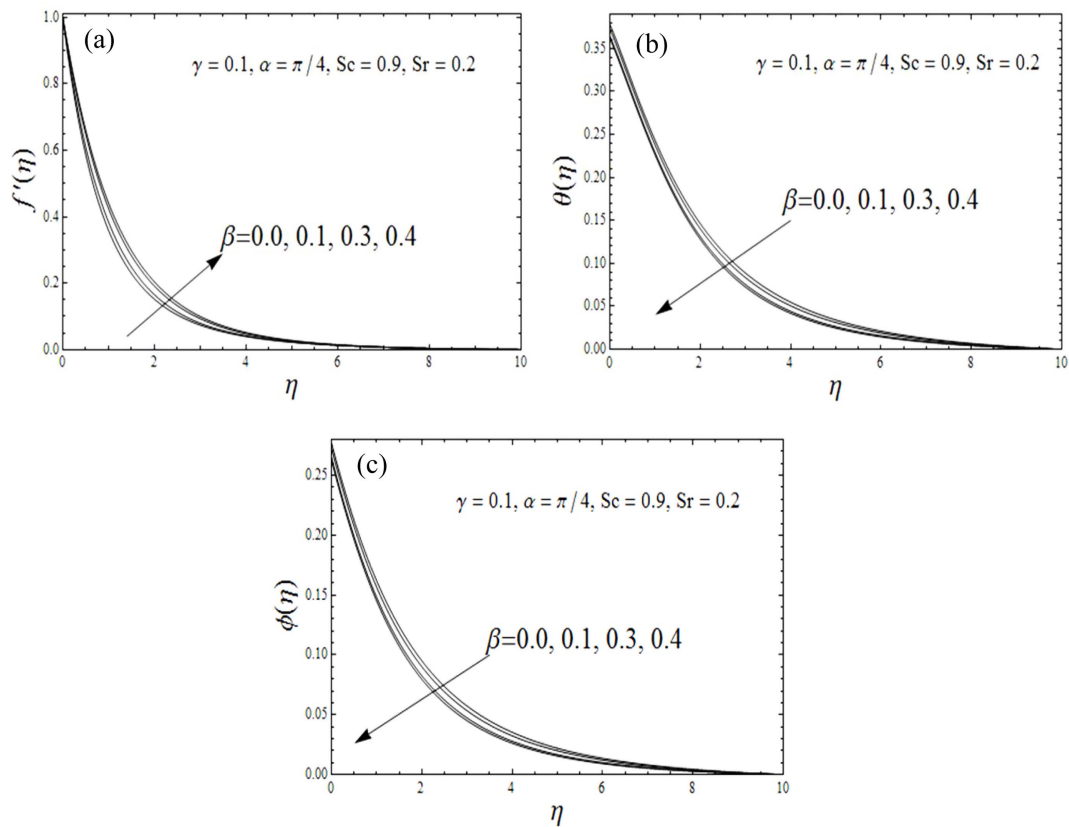 (a)
γ = 0.1, α = π/4, Sc = 0.9, Sr = 0.2
f′(η)
β=0.0, 0.1, 0.3, 0.4
1.0
0.8
0.6
0.4
0.2
0.0
0 2 4 6 8 10
η
(b)
γ = 0.1, α = π/4, Sc = 0.9, Sr = 0.2
θ(η)
β=0.0, 0.1, 0.3, 0.4
0.35
0.30
0.25
0.20
0.15
0.10
0.05
0.00
0 2 4 6 8 10
η
(c)
γ = 0.1, α = π/4, Sc = 0.9, Sr = 0.2
ϕ(η)
β=0.0, 0.1, 0.3, 0.4
0.25
0.20
0.15
0.10
0.05
0.00
0 2 4 6 8 10
η